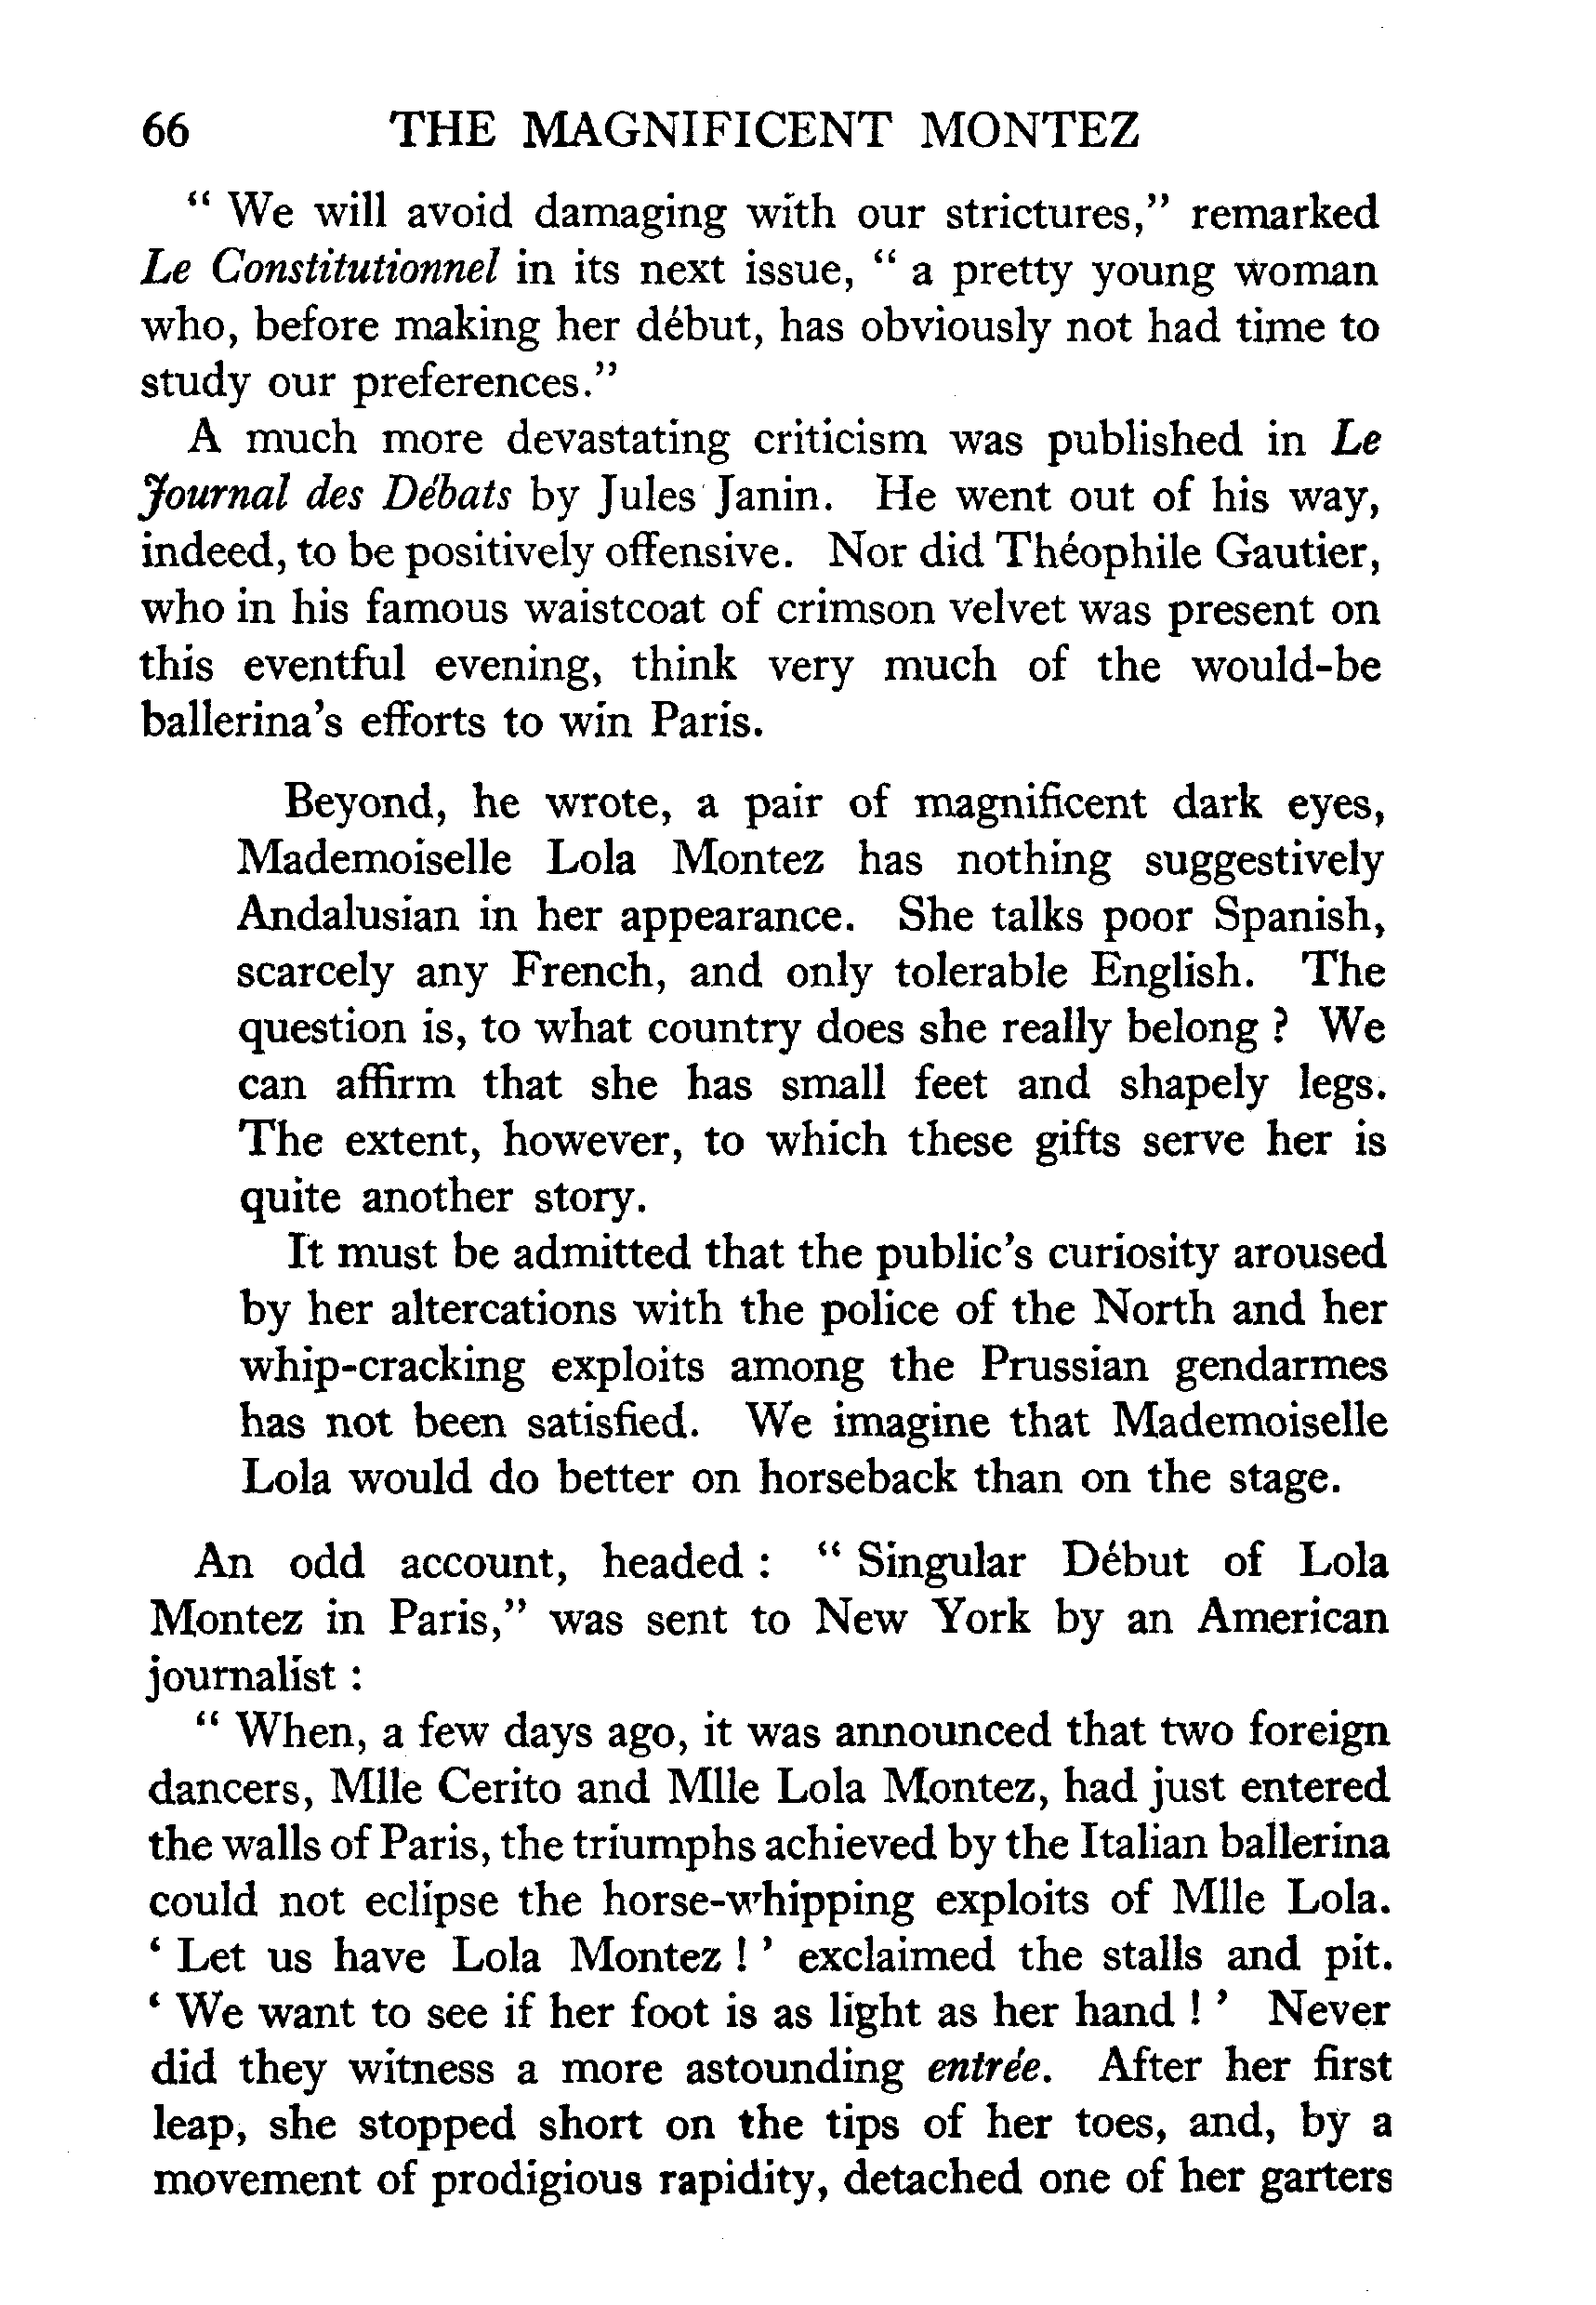 66 THE MAGNIFICENT MONTEZ
“ We will avoid damaging with our strictures,” remarked
Le Constitutionnel in its next issue, “ a pretty young woman
who, before making her début, has obviously not had time to
study our preferences.”
A much more devastating criticism was published in Le
Journal des Débats by Jules Janin. He went out of his way,
indeed, to be positively offensive. Nor did Théophile Gautier,
who in his famous waistcoat of crimson velvet was present on
this eventful evening, think very much of the would-be
ballerina’s efforts to win Paris.
Beyond, he wrote, a pair of magnificent dark eyes,
Mademoiselle Lola Montez has nothing suggestively
Andalusian in her appearance. She talks poor Spanish,
scarcely any French, and only tolerable English. The
question is, to what country does she really belong ? We
can affirm that she has small feet and shapely legs.
The extent, however, to which these gifts serve her is
quite another story.
It must be admitted that the public’s curiosity aroused
by her altercations with the police of the North and her
whip-cracking exploits among the Prussian gendarmes
has not been satisfied. We imagine that Mademoiselle
Lola would do better on horseback than on the stage.
An odd account, headed : “ Singular Début of Lola
Montez in Paris,” was sent to New York by an American
journalist :
“ When, a few days ago, it was announced that two foreign
dancers, Mlle Cerito and Mlle Lola Montez, had just entered
the walls of Paris, the triumphs achieved by the Italian ballerina
could not eclipse the horse-whipping exploits of Mlle Lola.
‘ Let us have Lola Montez ! ’ exclaimed the stalls and pit.
‘ We want to see if her foot is as light as her hand ! ’ Never
did they witness a more astounding entrée. After her first
leap, she stopped short on the tips of her toes, and, by a
movement of prodigious rapidity, detached one of her garters